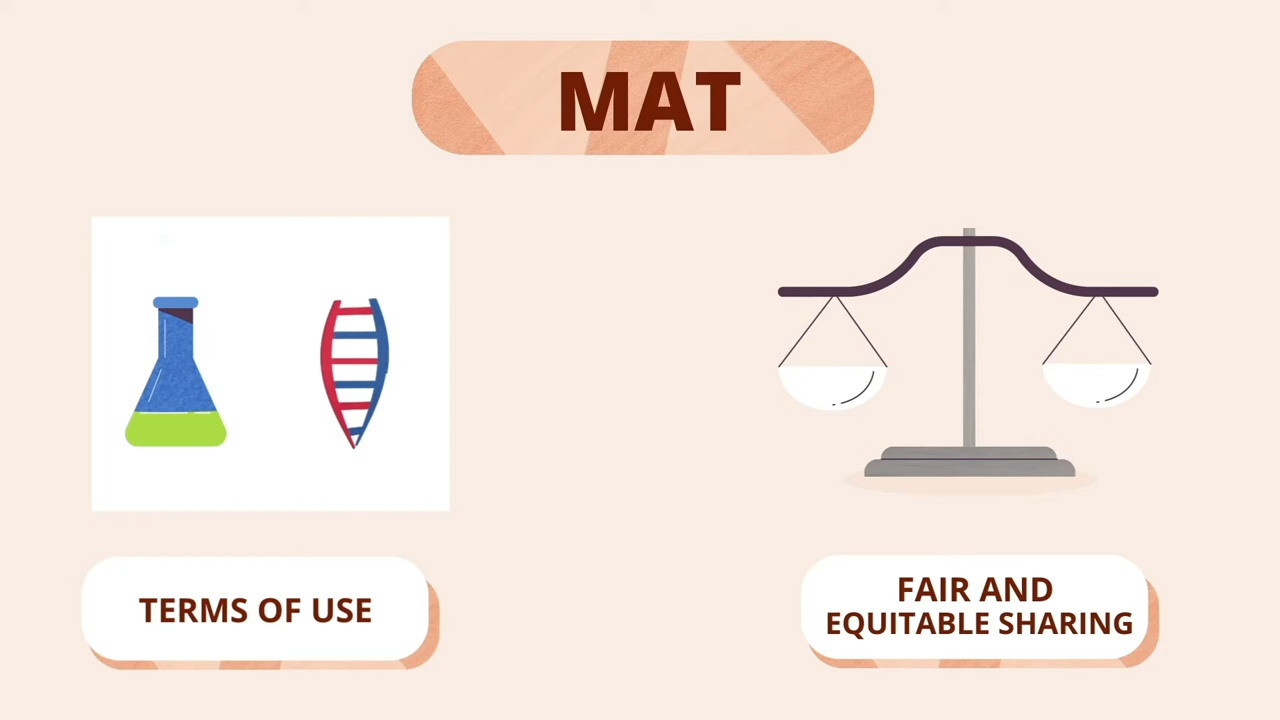 MAT
TERMS OF USE
FAIR AND
EQUITABLE SHARING